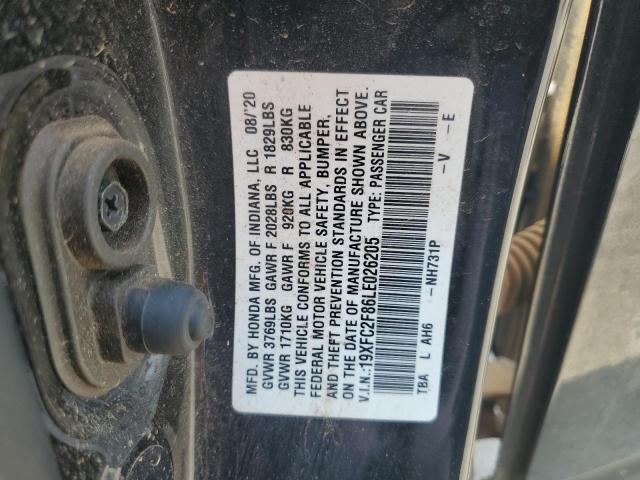 MFD. BY HONDA MFG. OF INDIANA, LLC 08/'20
GVWR 3769LBS GAWR F 2028LBS R 1829LBS
GVWR 1710KG GAWR F 920KG R 830KG
THIS VEHICLE CONFORMS TO ALL APPLICABLE
FEDERAL MOTOR VEHICLE SAFETY, BUMPER,
AND THEFT PREVENTION STANDARDS IN EFFECT
ON THE DATE OF MANUFACTURE SHOWN ABOVE.
V.I.N.:19XFC2F86LE026205 TYPE: PASSENGER CAR
-NH731P -V -E
TBA L AH6